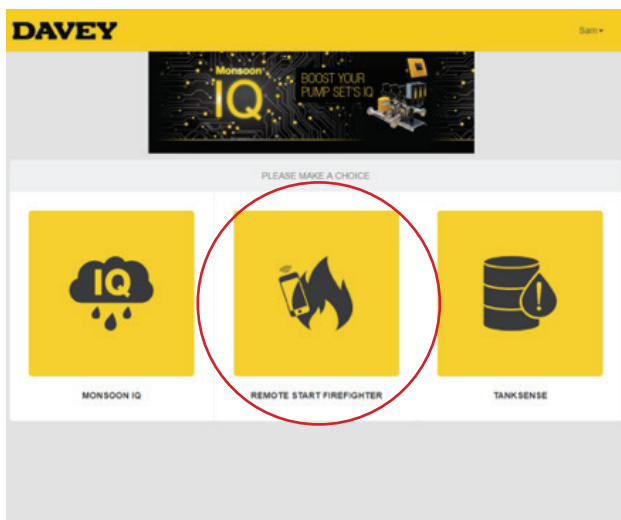 DAVEY
Sam
Monsoon
IQ
BOOST YOUR
PUMP SET'S IQ
PLEASE MAKE A CHOICE
IQ
MONSOON IQ
REMOTE START FIREFIGHTER
TANKSENSE